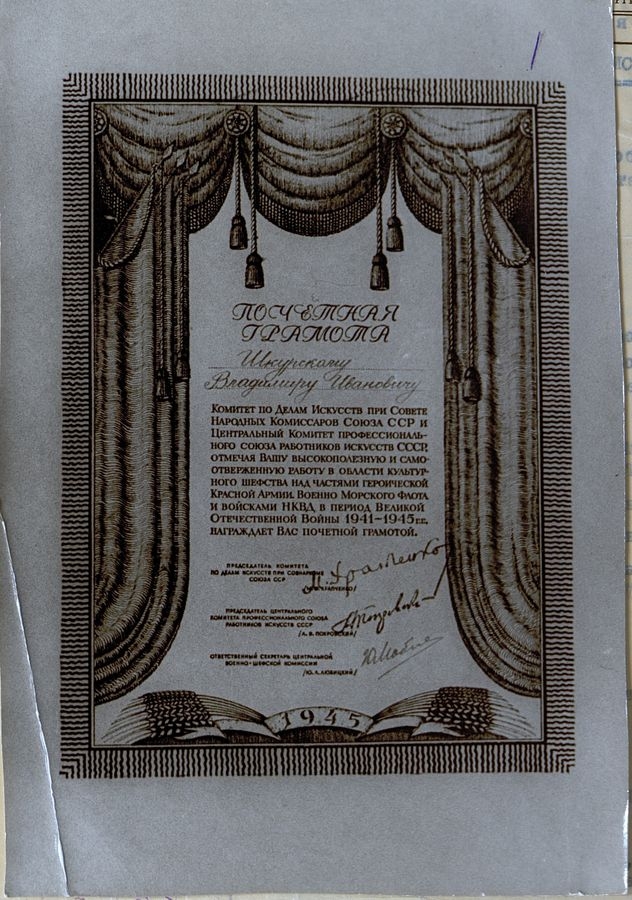 ПОЧЁТНАЯ
ГРАМОТА
Шкурскому
Владимиру Ивановичу
Комитет по Делам Искусств при Совете
Народных Комиссаров Союза ССР и
Центральный Комитет профессиональ-
ного союза работников искусств СССР,
отмечая Вашу высокополезную и само-
отверженную работу в области культур-
ного шефства над частями героической
Красной Армии, Военно Морского Флота
и войсками НКВД в период Великой
Отечественной Войны 1941–1945 г.г.,
награждает Вас почетной грамотой.
ПРЕДСЕДАТЕЛЬ КОМИТЕТА
ПО ДЕЛАМ ИСКУССТВ ПРИ СОВНАРКОМЕ
СОЮЗА ССР
ХРАПЧЕНКО/
ПРЕДСЕДАТЕЛЬ ЦЕНТРАЛЬНОГО
КОМИТЕТА ПРОФЕССИОНАЛЬНОГО СОЮЗА
РАБОТНИКОВ ИСКУССТВ СССР
/А. В. ПОКРОВСКИЙ/
ОТВЕТСТВЕННЫЙ СЕКРЕТАРЬ ЦЕНТРАЛЬНОЙ
ВОЕННО-ШЕФСКОЙ КОМИССИИ
/Ю. Л. ЛЮБИЦКИЙ/
1945